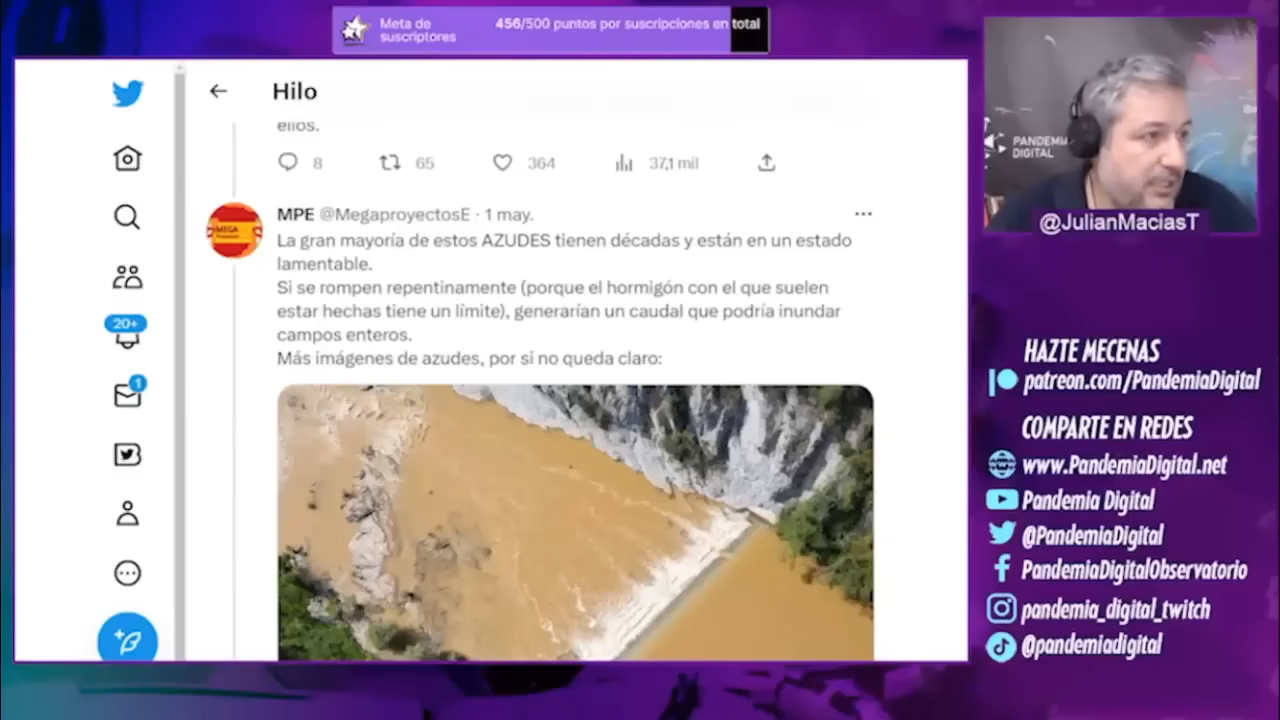 Meta de
suscriptores
456/500 puntos por suscripciones en total
Hilo
ellos.
8
65
364
37,1 mil
MPE @MegaproyectosE · 1 may.
La gran mayoría de estos AZUDES tienen décadas y están en un estado
lamentable.
Si se rompen repentinamente (porque el hormigón con el que suelen
estar hechas tiene un límite), generarían un caudal que podría inundar
campos enteros.
Más imágenes de azudes, por si no queda claro:
MEGA
20+
1
PANDEMIA
DIGITAL
@JulianMaciasT
HAZTE MECENAS
patreon.com/PandemiaDigital
COMPARTE EN REDES
www
www.PandemiaDigital.net
Pandemia Digital
@PandemiaDigital
PandemiaDigitalObservatorio
pandemia_digital_twitch
@pandemiadigital